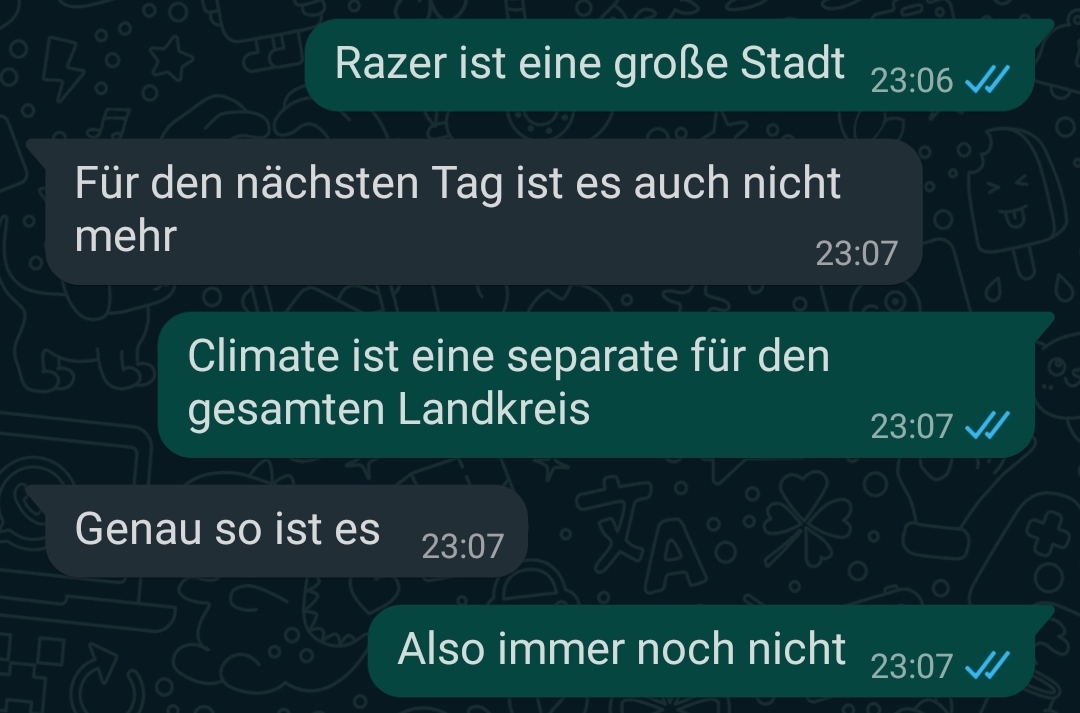 Razer ist eine große Stadt
23:06
Für den nächsten Tag ist es auch nicht
mehr
23:07
Climate ist eine separate für den
gesamten Landkreis
23:07
Genau so ist es
23:07
Also immer noch nicht
23:07